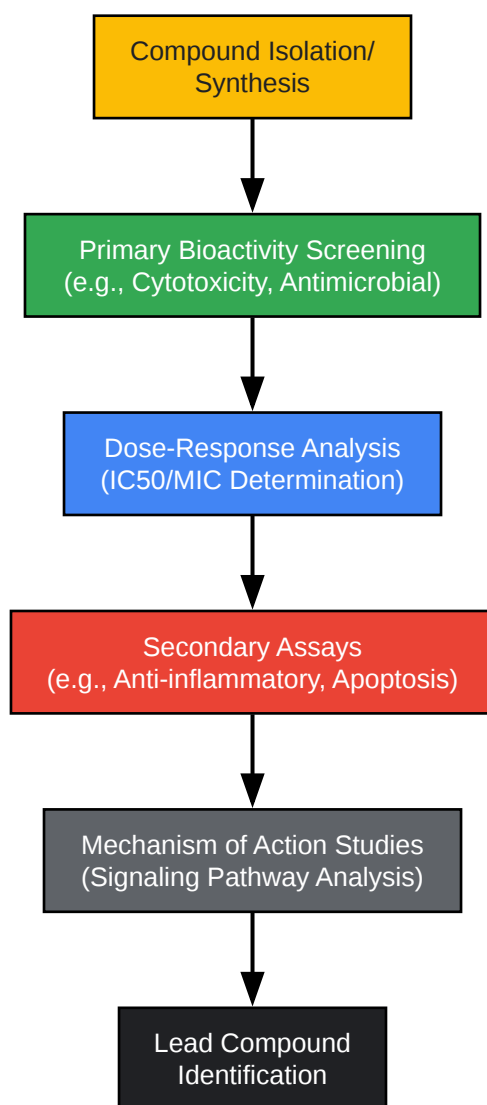 Compound Isolation/
Synthesis
Primary Bioactivity Screening
(e.g., Cytotoxicity, Antimicrobial)
Dose-Response Analysis
(IC50/MIC Determination)
Secondary Assays
(e.g., Anti-inflammatory, Apoptosis)
Mechanism of Action Studies
(Signaling Pathway Analysis)
Lead Compound
Identification